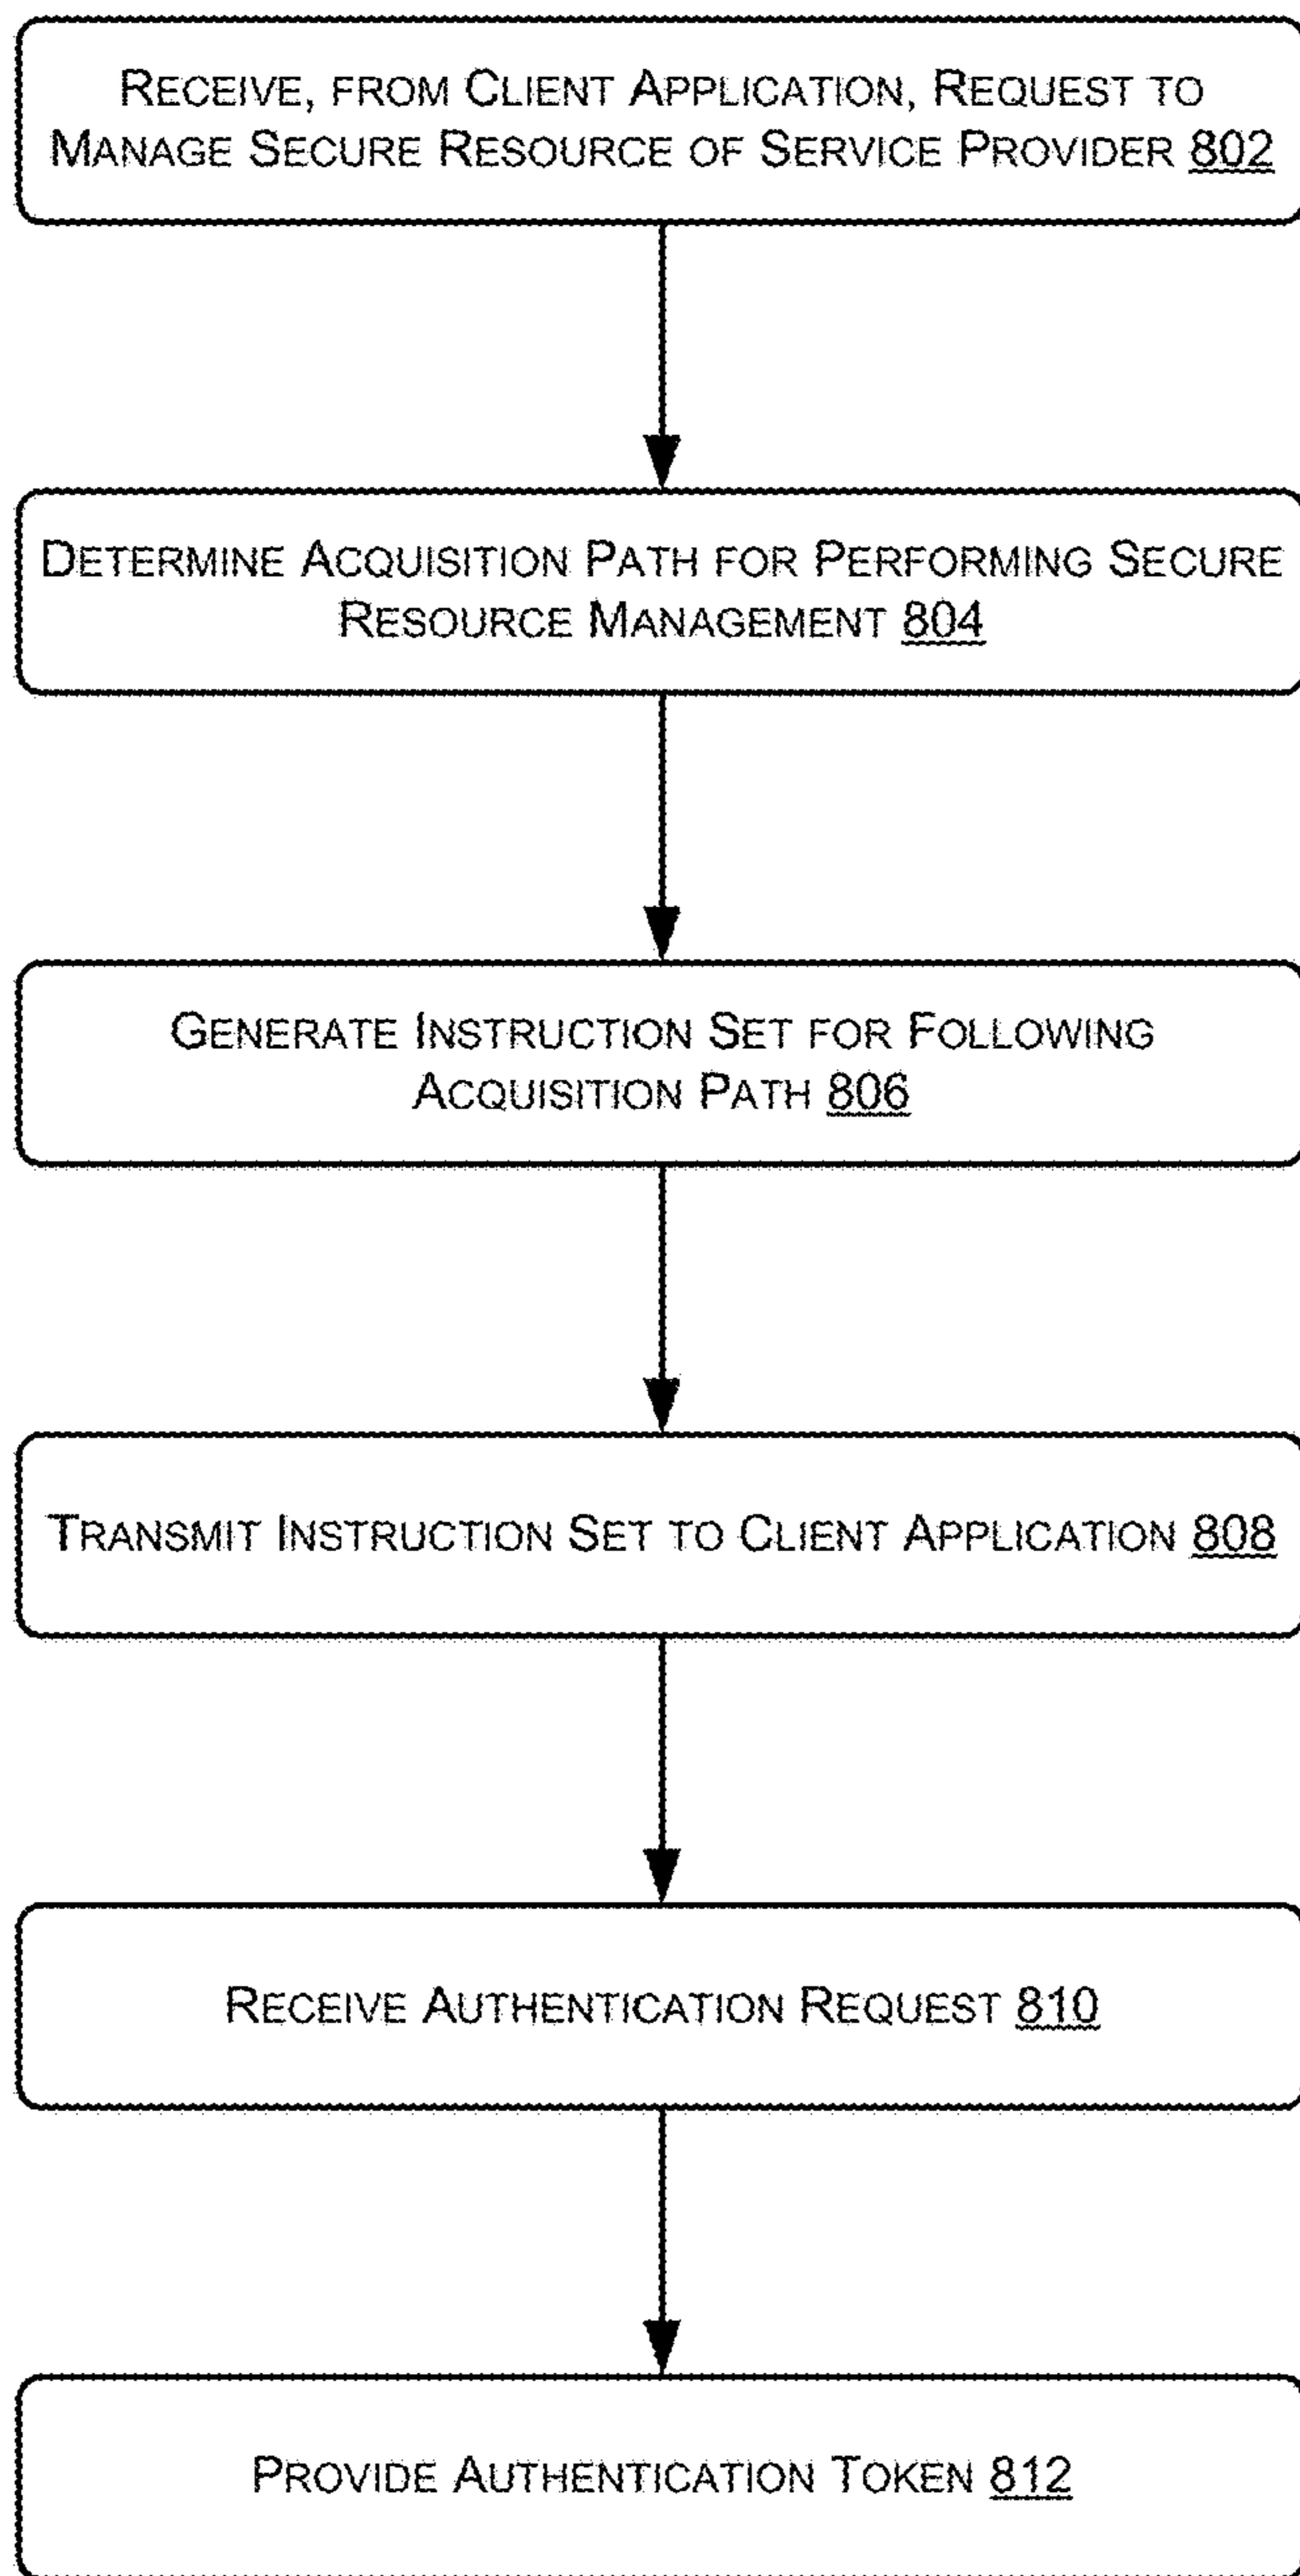 RECEIVE, FROM CLIENT APPLICATION, REQUEST TO
MANAGE SECURE RESOURCE OF SERVICE PROVIDER 802
DETERMINE ACQUISITION PATH FOR PERFORMING SECURE
RESOURCE MANAGEMENT 804
GENERATE INSTRUCTION SET FOR FOLLOWING
ACQUISITION PATH 806
TRANSMIT INSTRUCTION SET TO CLIENT APPLICATION 808
RECEIVE AUTHENTICATION REQUEST 810
PROVIDE AUTHENTICATION TOKEN 812